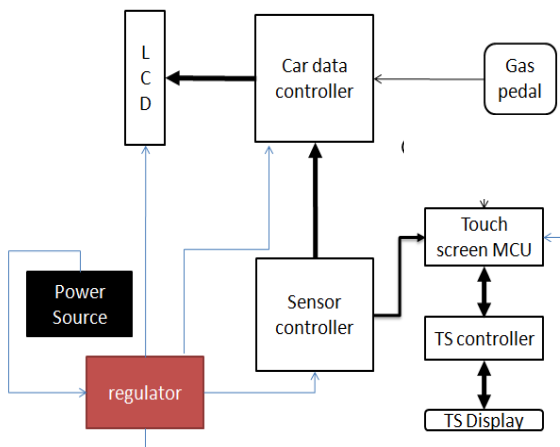 L
C
D
Car data
controller
Gas
pedal
Touch
screen MCU
Power
Source
Sensor
controller
TS controller
regulator
TS Display